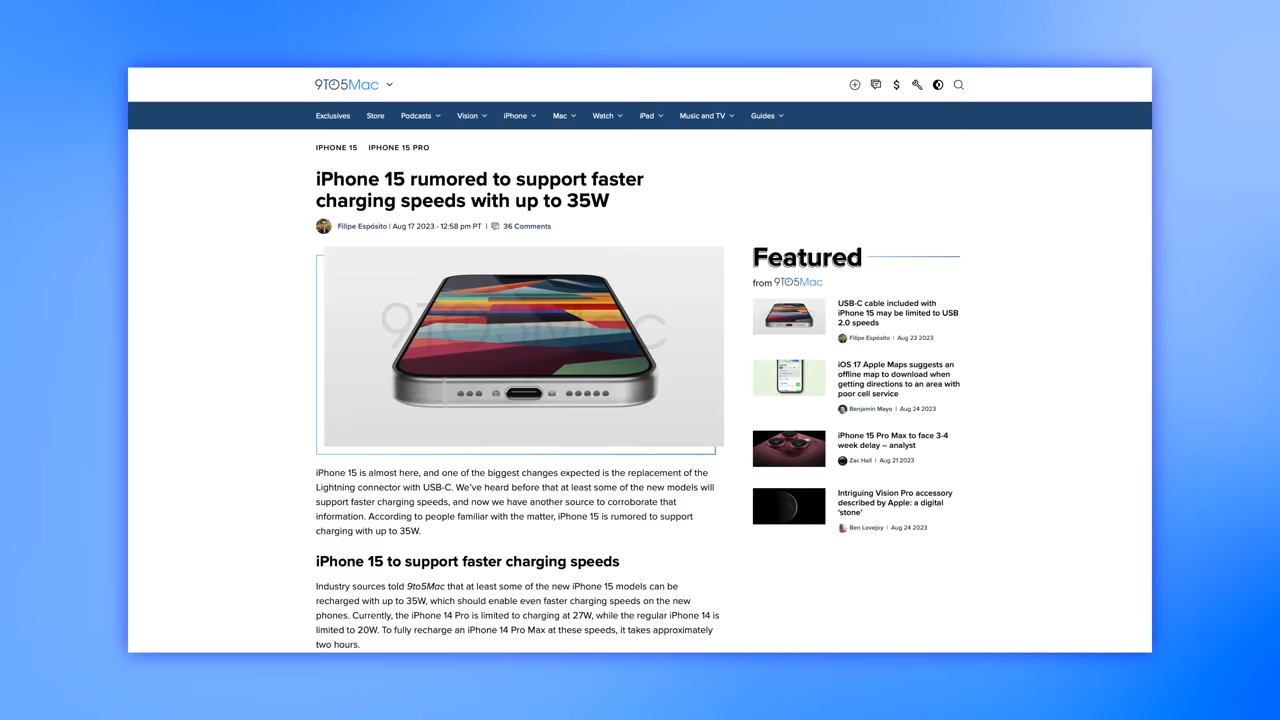 9TO5Mac
Exclusives Store Podcasts Vision iPhone Mac Watch iPad Music and TV Guides
IPHONE 15 IPHONE 15 PRO
iPhone 15 rumored to support faster
charging speeds with up to 35W
Filipe Espósito | Aug 17 2023 - 12:58 pm PT | 36 Comments
9TO5Mac
iPhone 15 is almost here, and one of the biggest changes expected is the replacement of the
Lightning connector with USB-C. We've heard before that at least some of the new models will
support faster charging speeds, and now we have another source to corroborate that
information. According to people familiar with the matter, iPhone 15 is rumored to support
charging with up to 35W.
iPhone 15 to support faster charging speeds
Industry sources told 9to5Mac that at least some of the new iPhone 15 models can be
recharged with up to 35W, which should enable even faster charging speeds on the new
phones. Currently, the iPhone 14 Pro is limited to charging at 27W, while the regular iPhone 14 is
limited to 20W. To fully recharge an iPhone 14 Pro Max at these speeds, it takes approximately
two hours.
Featured
from 9TO5Mac
USB-C cable included with
iPhone 15 may be limited to USB
2.0 speeds
Filipe Espósito | Aug 23 2023
iOS 17 Apple Maps suggests an
offline map to download when
getting directions to an area with
poor cell service
Benjamin Mayo | Aug 24 2023
iPhone 15 Pro Max to face 3-4
week delay – analyst
Zac Hall | Aug 21 2023
Intriguing Vision Pro accessory
described by Apple: a digital
'stone'
Ben Lovejoy | Aug 24 2023